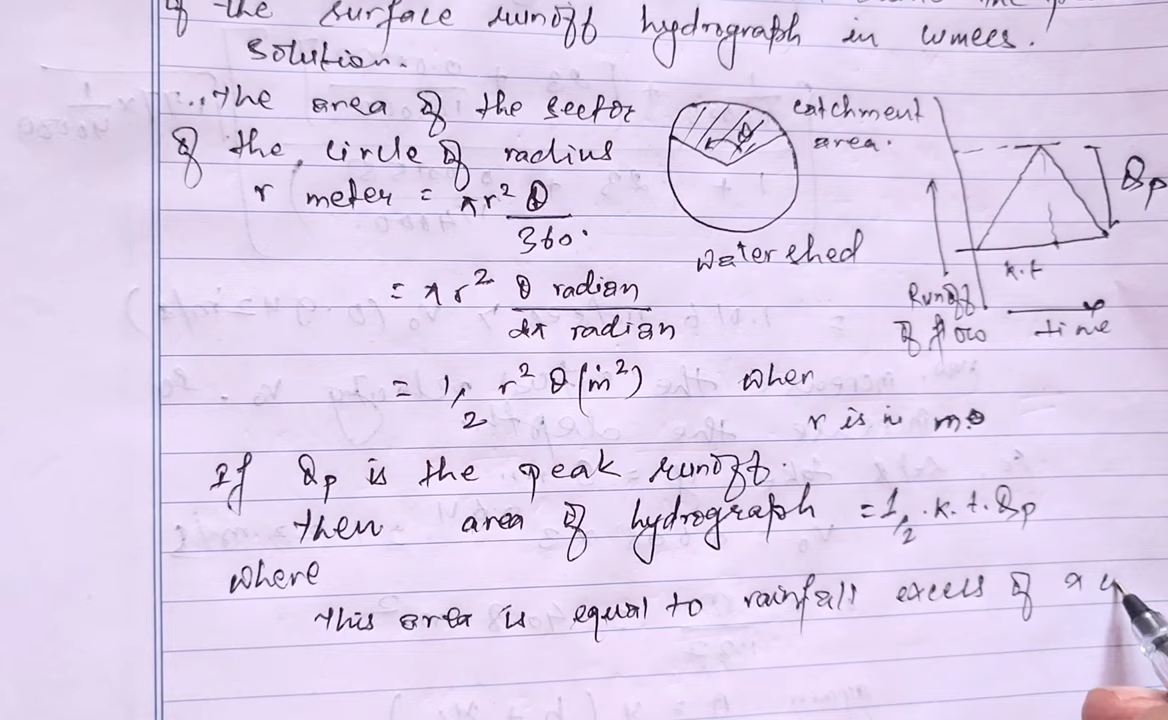 of the surface runoff hydrograph in cumecs.
Solution.
The area of the sector
of the circle of radius
r meter = πr² θ
360°
= πr² θ radian
2π radian
= 1/2 r² θ (m²) when
r is in m
If Qp is the peak runoff.
then area of hydrograph = 1/2 . k. t. Qp
where
This area is equal to rainfall excess of x
catchment
area.
θ
watershed
Qp
k.t
Runoff
time